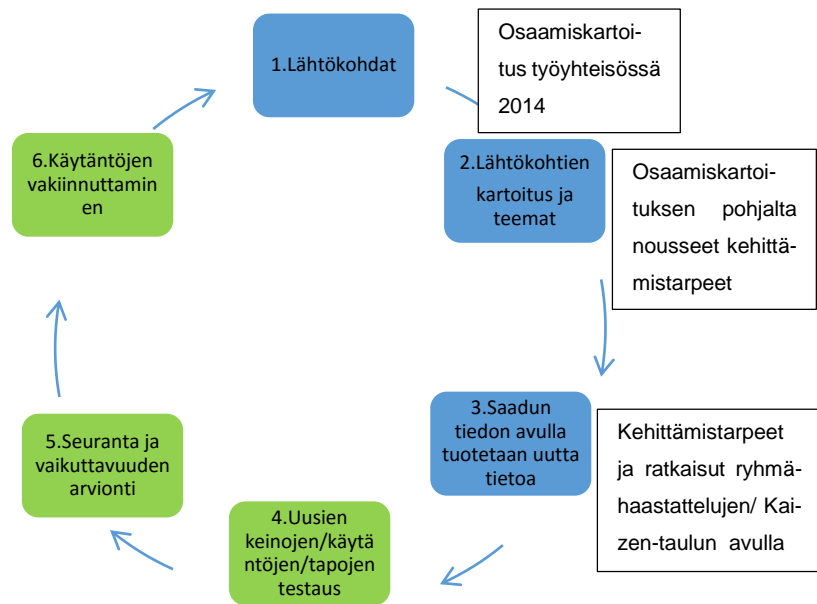 1.Lähtökohdat
Osaamiskartoi-
tus työyhteisössä
2014
2.Lähtökohtien
kartoitus ja
teemat
Osaamiskartoi-
tuksen pohjalta
nousseet kehittä-
mistarpeet
3.Saadun
tiedon avulla
tuotetaan uutta
tietoa
Kehittämistarpeet
ja ratkaisut ryhmä-
haastattelujen/ Kai-
zen-taulun avulla
4.Uusien
keinojen/käytä
ntöjen/tapojen
testaus
5.Seuranta ja
vaikuttavuuden
arvionti
6.Käytäntöjen
vakiinnuttamin
en